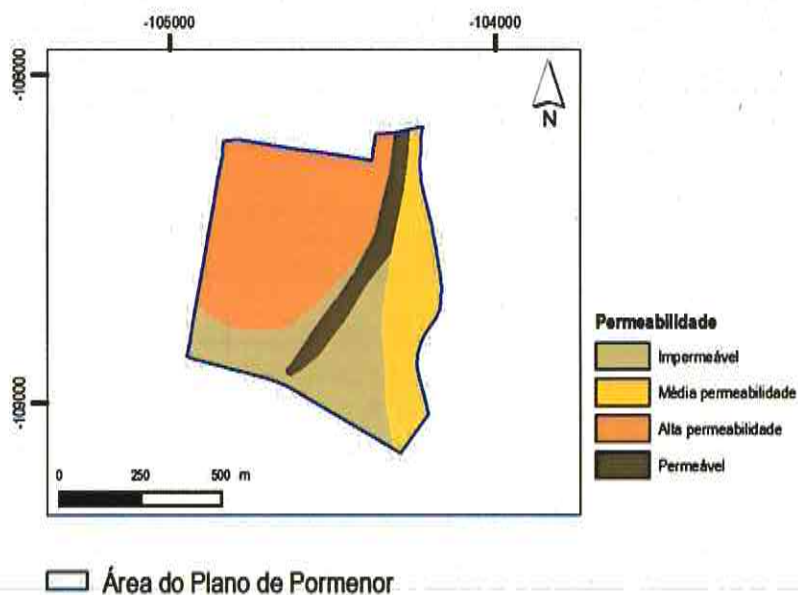 -105000
-104000
-108000
N
-109000
0 250 500 m
Permeabilidade
Impermeável
Média permeabilidade
Alta permeabilidade
Permeável
Área do Plano de Pormenor